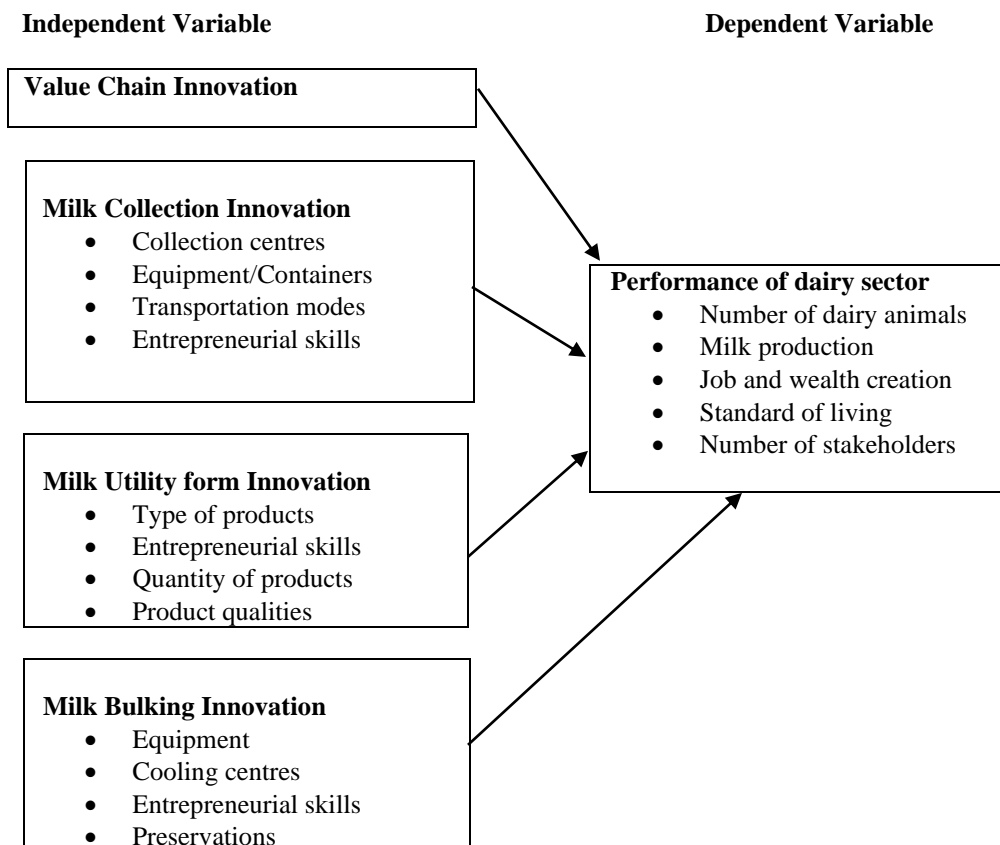 Independent Variable
Dependent Variable
Value Chain Innovation
Milk Collection Innovation
• Collection centres
• Equipment/Containers
• Transportation modes
• Entrepreneurial skills
Performance of dairy sector
• Number of dairy animals
• Milk production
• Job and wealth creation
• Standard of living
• Number of stakeholders
Milk Utility form Innovation
• Type of products
• Entrepreneurial skills
• Quantity of products
• Product qualities
Milk Bulking Innovation
• Equipment
• Cooling centres
• Entrepreneurial skills
• Preservations